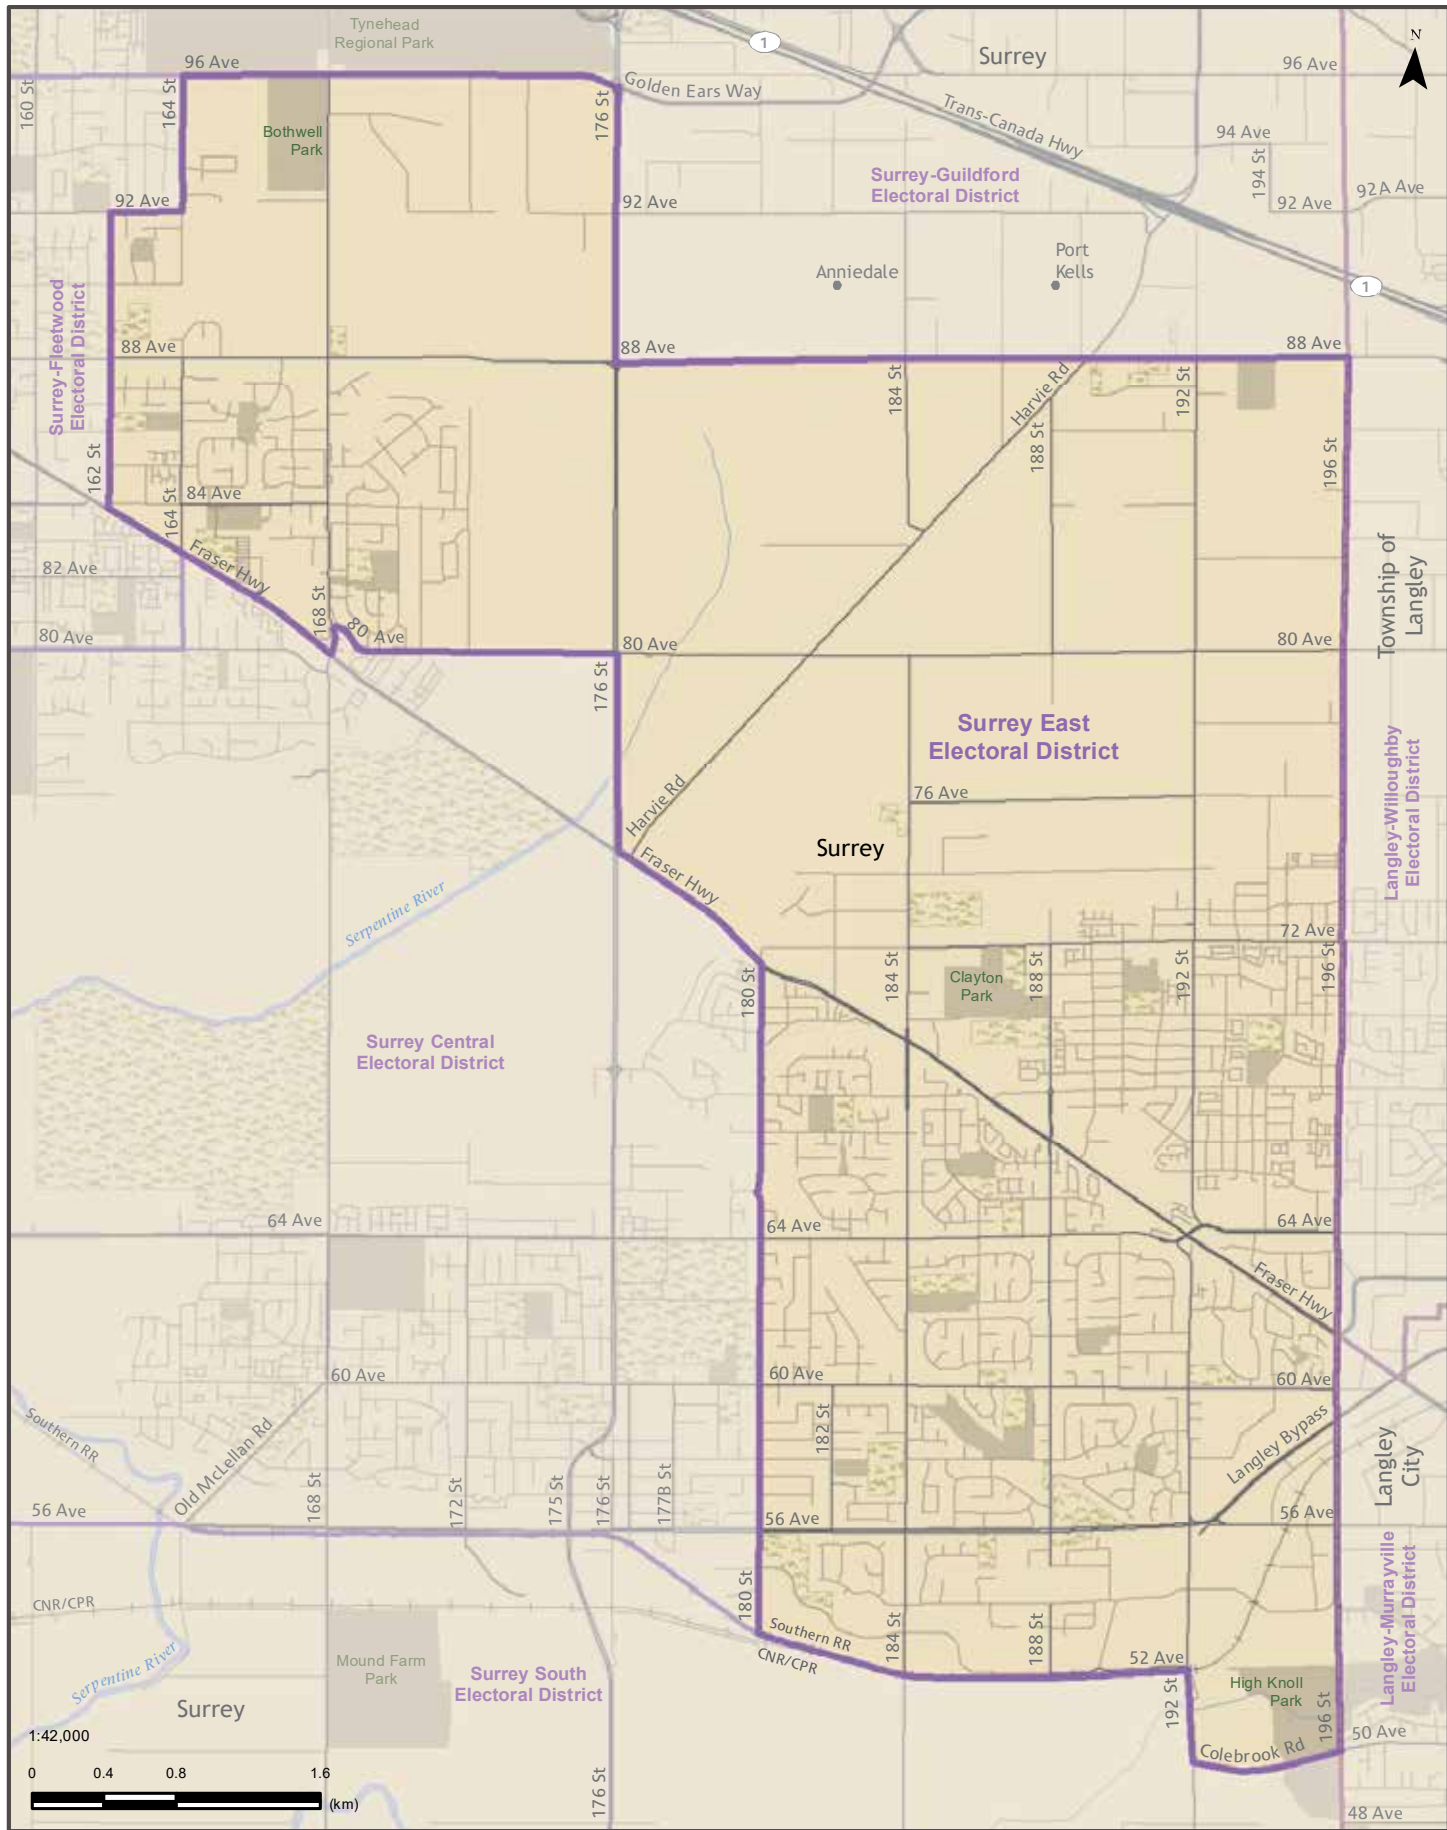 Tynehead
Regional Park
1
Surrey
N
96 Ave
96 Ave
160 St
164 St
176 St
Golden Ears Way
Trans-Canada Hwy
Bothwell
Park
94 Ave
194 St
92A Ave
92 Ave
92 Ave
92 Ave
Surrey-Guildford
Electoral District
Anniedale
Port
Kells
1
Surrey-Fleetwood
Electoral District
88 Ave
88 Ave
88 Ave
184 St
Harvie Rd
188 St
192 St
196 St
162 St
164 St
84 Ave
Fraser Hwy
82 Ave
168 St
80 Ave
80 Ave
80 Ave
80 Ave
Township of
Langley
176 St
Surrey East
Electoral District
Langley-Willoughby
Electoral District
76 Ave
Harvie Rd
Surrey
Fraser Hwy
Serpentine River
72 Ave
180 St
184 St
Clayton
Park
188 St
192 St
196 St
Surrey Central
Electoral District
64 Ave
64 Ave
64 Ave
Fraser Hwy
60 Ave
60 Ave
60 Ave
Southern RR
Old McLellan Rd
182 St
Langley Bypass
Langley
City
168 St
172 St
175 St
176 St
177B St
56 Ave
56 Ave
56 Ave
CNR/CPR
180 St
Southern RR
CNR/CPR
184 St
188 St
52 Ave
Langley-Murrayville
Electoral District
Serpentine River
Mound Farm
Park
Surrey South
Electoral District
192 St
High Knoll
Park
196 St
Surrey
Colebrook Rd
50 Ave
1:42,000
0 0.4 0.8 1.6
(km)
176 St
48 Ave